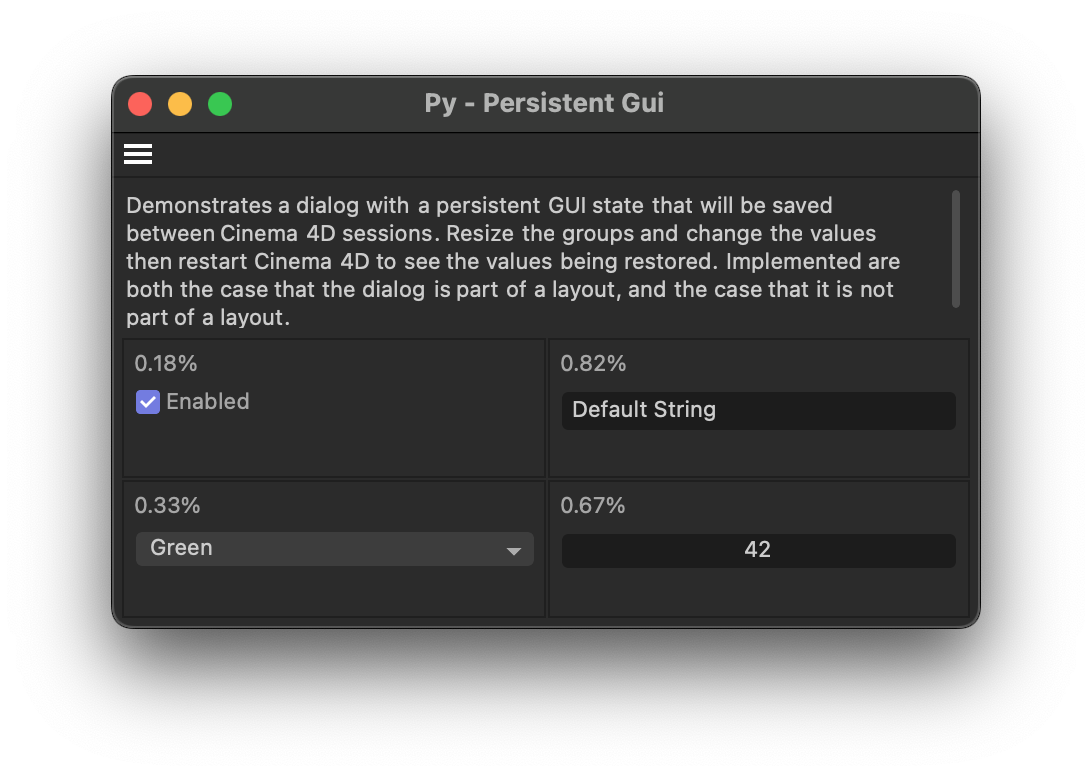 Py - Persistent Gui
Demonstrates a dialog with a persistent GUI state that will be saved
between Cinema 4D sessions. Resize the groups and change the values
then restart Cinema 4D to see the values being restored. Implemented are
both the case that the dialog is part of a layout, and the case that it is not
part of a layout.
0.18%
0.82%
Enabled
Default String
0.33%
0.67%
Green
42